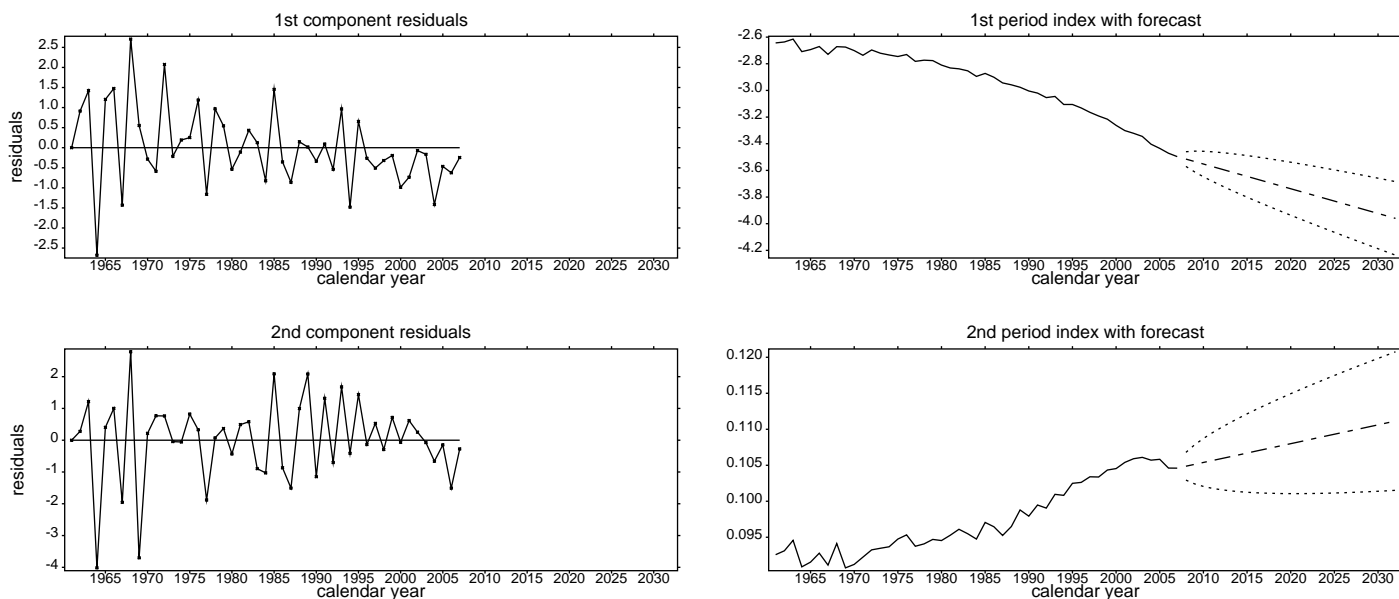 1st component residuals
2.5
2.0
1.5
1.0
0.5
0.0
-0.5
-1.0
-1.5
-2.0
-2.5
residuals
1965 1970 1975 1980 1985 1990 1995 2000 2005 2010 2015 2020 2025 2030
calendar year
1st period index with forecast
-2.6
-2.8
-3.0
-3.2
-3.4
-3.6
-3.8
-4.0
-4.2
1965 1970 1975 1980 1985 1990 1995 2000 2005 2010 2015 2020 2025 2030
calendar year
2nd component residuals
2
1
0
-1
-2
-3
-4
residuals
1965 1970 1975 1980 1985 1990 1995 2000 2005 2010 2015 2020 2025 2030
calendar year
2nd period index with forecast
0.120
0.115
0.110
0.105
0.100
0.095
1965 1970 1975 1980 1985 1990 1995 2000 2005 2010 2015 2020 2025 2030
calendar year